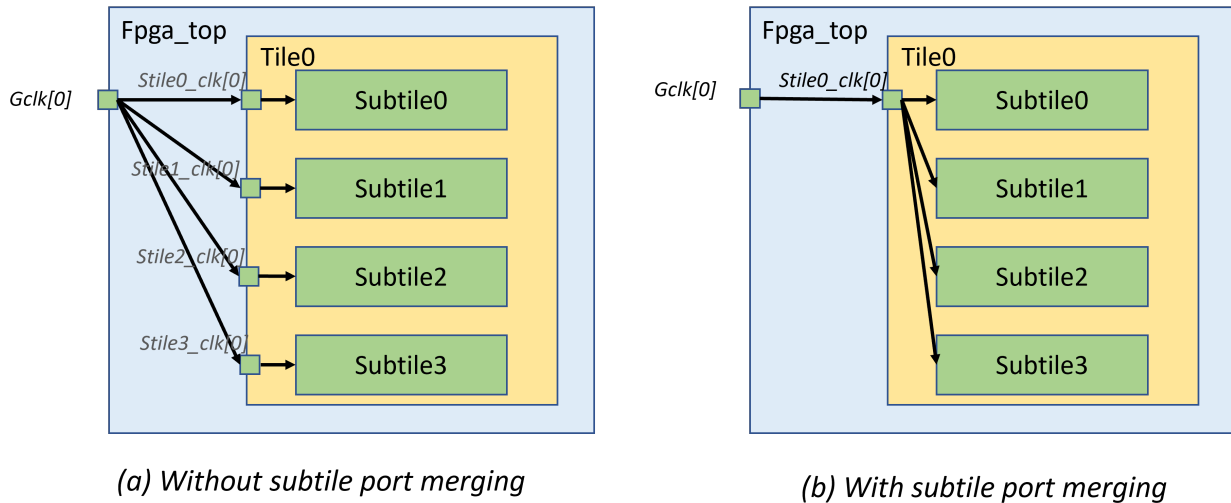 Fpga_top
Tile0
Gclk[0]
Stile0_clk[0]
Subtile0
Stile1_clk[0]
Subtile1
Stile2_clk[0]
Subtile2
Stile3_clk[0]
Subtile3
(a) Without subtile port merging
Fpga_top
Tile0
Gclk[0]
Stile0_clk[0]
Subtile0
Subtile1
Subtile2
Subtile3
(b) With subtile port merging